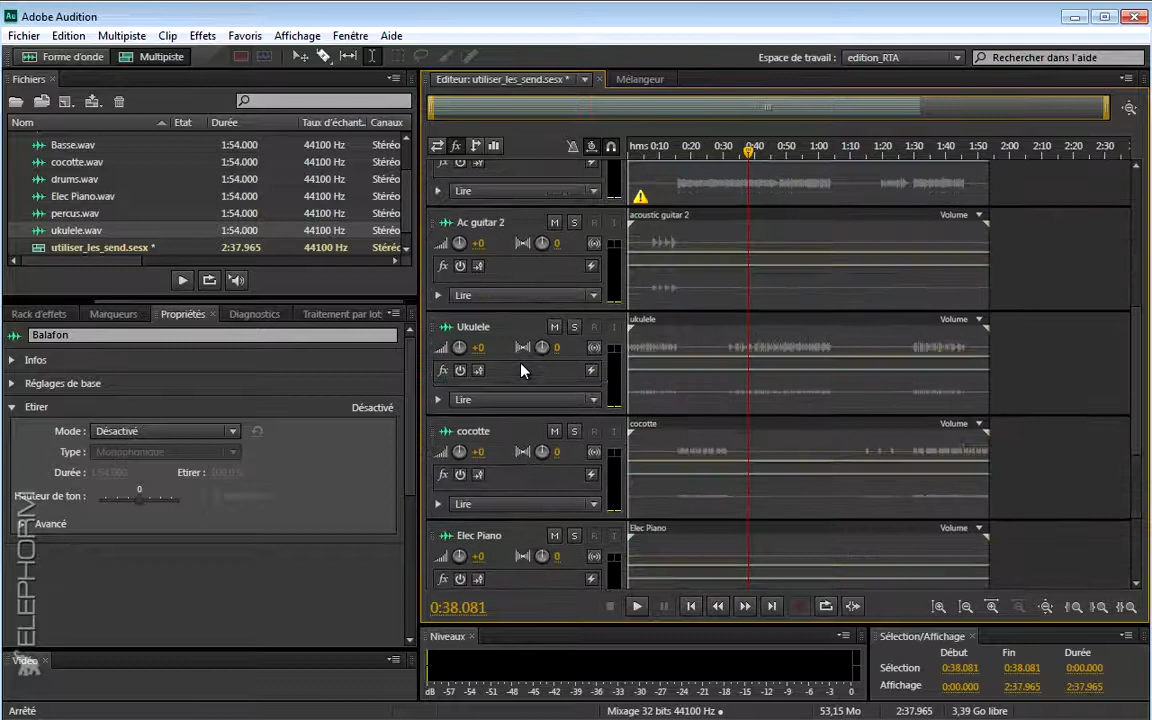 Adobe Audition
Fichier Edition Multipiste Clip Effets Favoris Affichage Fenêtre Aide
Forme d'onde Multipiste Espace de travail : edition_RTA Rechercher dans l'aide
Fichiers Editeur: utiliser_les_send.sesx * Mélangeur
Nom Etat Durée Taux d'échant. Canaux
Basse.wav 1:54.000 44100 Hz Stéréo
cocotte.wav 1:54.000 44100 Hz Stéréo
drums.wav 1:54.000 44100 Hz Stéréo
Elec Piano.wav 1:54.000 44100 Hz Stéréo
percus.wav 1:54.000 44100 Hz Stéréo
ukulele.wav 1:54.000 44100 Hz Stéréo
utiliser_les_send.sesx * 2:37.965 44100 Hz Stéréo
hms 0:10 0:20 0:30 0:40 0:50 1:00 1:10 1:20 1:30 1:40 1:50 2:00 2:10 2:20 2:30
Lire
Ac guitar 2 M S R I acoustic guitar 2 Volume
+0 0
fx
Lire
Ukulele M S R I ukulele Volume
+0 0
fx
Lire
cocotte M S R I cocotte Volume
+0 0
fx
Lire
Elec Piano M S R I Elec Piano Volume
+0 0
fx
0:38.081
Rack d'effets Marqueurs Propriétés Diagnostics Traitement par lot
Balafon
Infos
Réglages de base
Etirer Désactivé
Mode : Désactivé
Type : Monophonique
Durée : 1:54.000 Etirer : 100,0 %
Hauteur de ton : 0
Avancé
ELEPHORM
Vidéo
Niveaux
dB -57 -54 -51 -48 -45 -42 -39 -36 -33 -30 -27 -24 -21 -18 -15 -12 -9 -6 -3 0
Sélection/Affichage
Début Fin Durée
Sélection 0:38.081 0:38.081 0:00.000
Affichage 0:00.000 2:37.965 2:37.965
Arrêté Mixage 32 bits 44100 Hz 53,15 Mo 2:37.965 3,39 Go libre